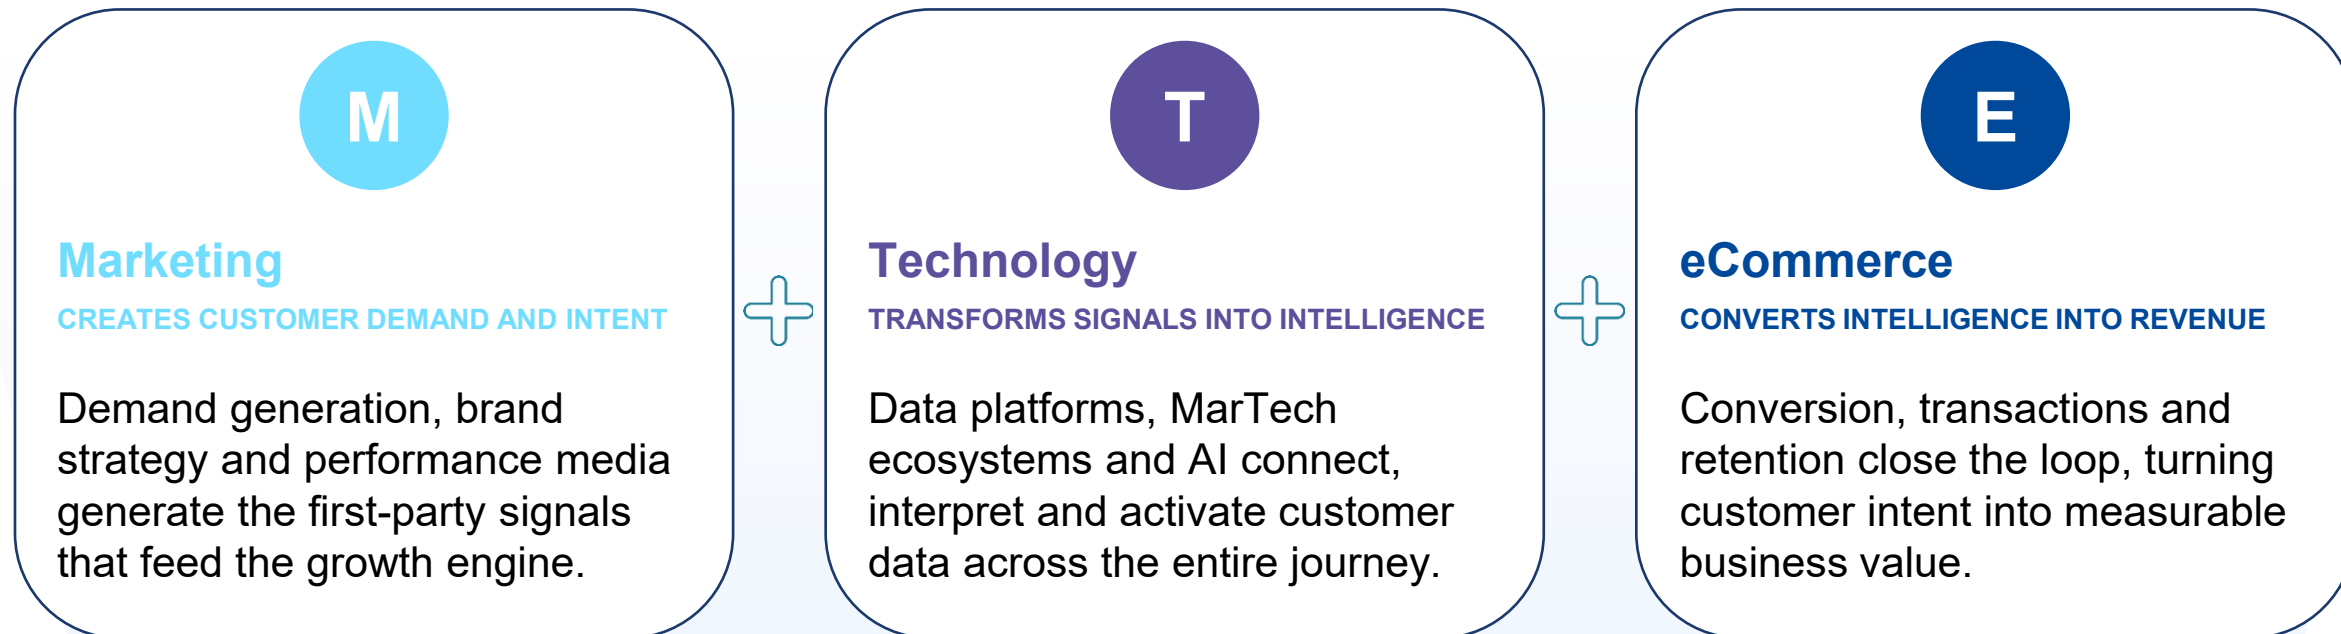 M
Marketing
CREATES CUSTOMER DEMAND AND INTENT
Demand generation, brand
strategy and performance media
generate the first-party signals
that feed the growth engine.
T
Technology
TRANSFORMS SIGNALS INTO INTELLIGENCE
Data platforms, MarTech
ecosystems and AI connect,
interpret and activate customer
data across the entire journey.
E
eCommerce
CONVERTS INTELLIGENCE INTO REVENUE
Conversion, transactions and
retention close the loop, turning
customer intent into measurable
business value.